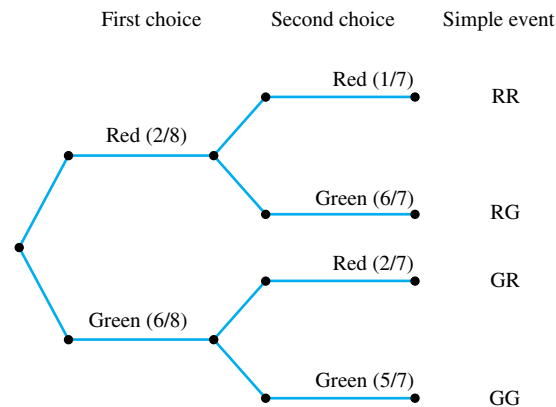 First choice Second choice Simple event
Red (1/7) RR
Red (2/8)
Green (6/7) RG
Red (2/7) GR
Green (6/8)
Green (5/7) GG